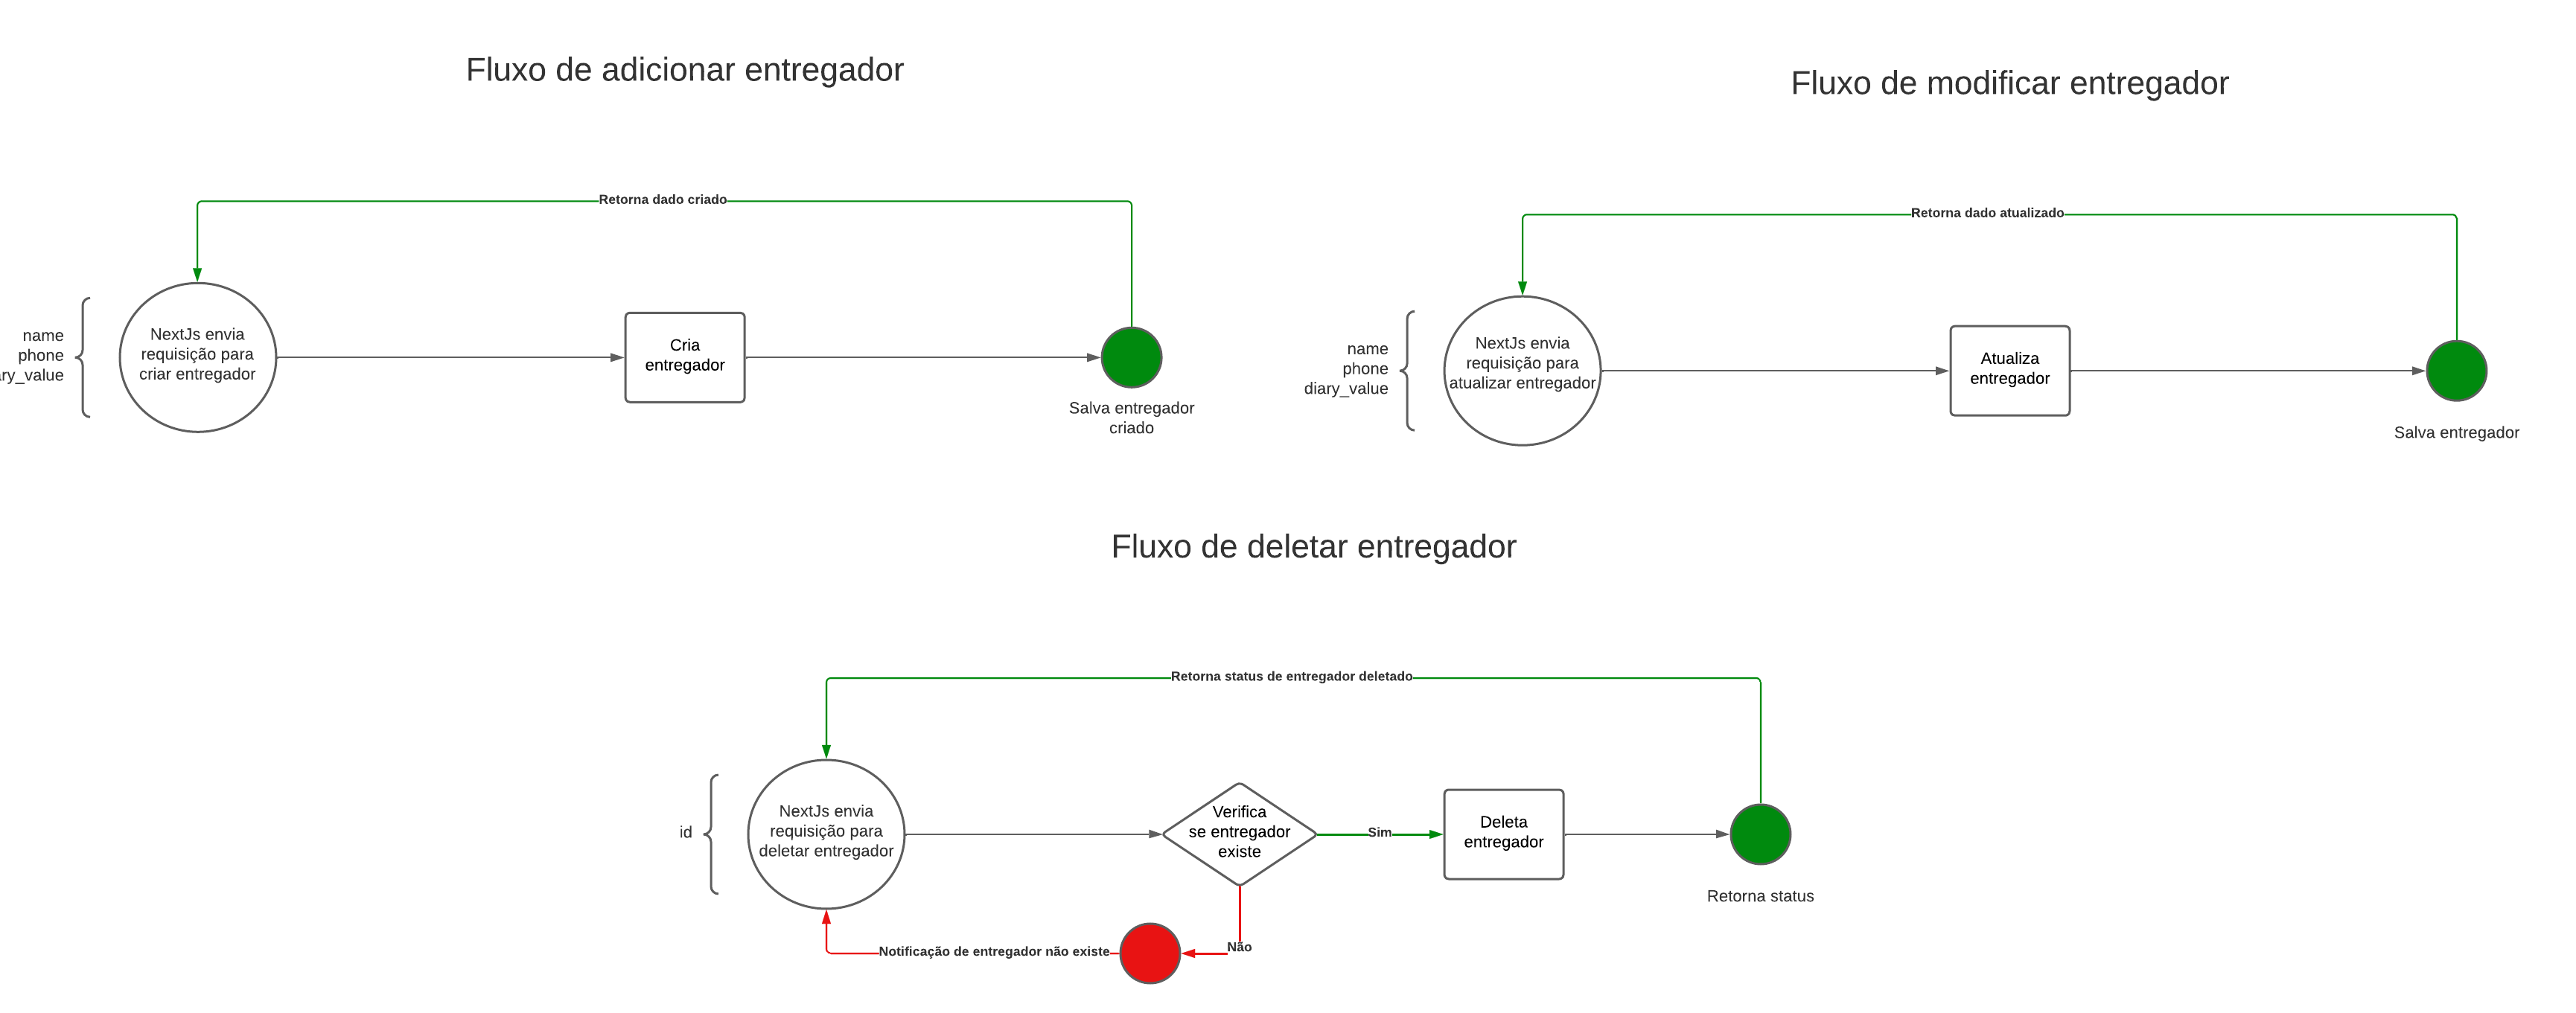 Fluxo de adicionar entregador
Retorna dado criado
name
phone
ry_value
NextJs envia
requisição para
criar entregador
Cria
entregador
Salva entregador
criado
Fluxo de modificar entregador
Retorna dado atualizado
name
phone
diary_value
NextJs envia
requisição para
atualizar entregador
Atualiza
entregador
Salva entregador
Fluxo de deletar entregador
Retorna status de entregador deletado
id
NextJs envia
requisição para
deletar entregador
Verifica
se entregador
existe
Sim
Deleta
entregador
Retorna status
Não
Notificação de entregador não existe